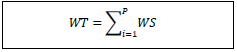 WT = ∑_{i=1}^{P} WS